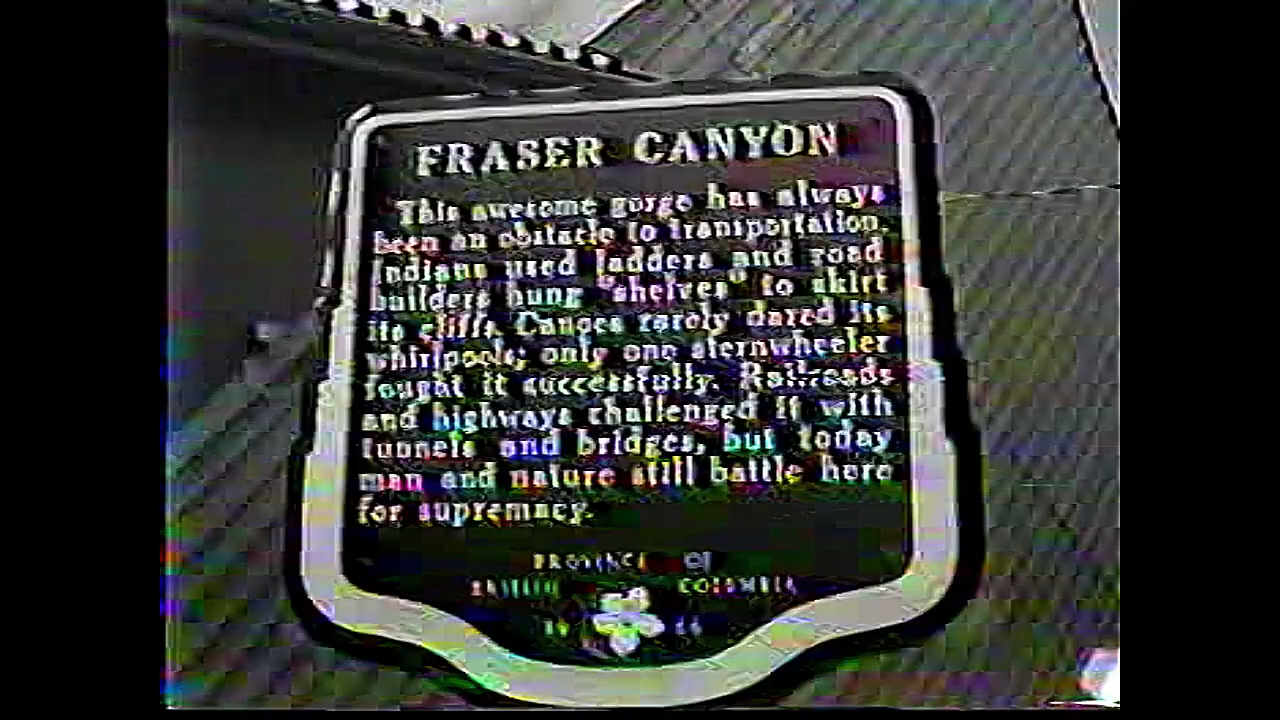 FRASER CANYON
This awesome gorge has always
been an obstacle to transportation.
Indians used ladders and road
builders hung "shelves" to skirt
its cliffs. Canoes rarely dared its
whirlpools; only one sternwheeler
fought it successfully. Railroads
and highways challenged it with
tunnels and bridges, but today
man and nature still battle here
for supremacy.
PROVINCE OF
BRITISH COLUMBIA